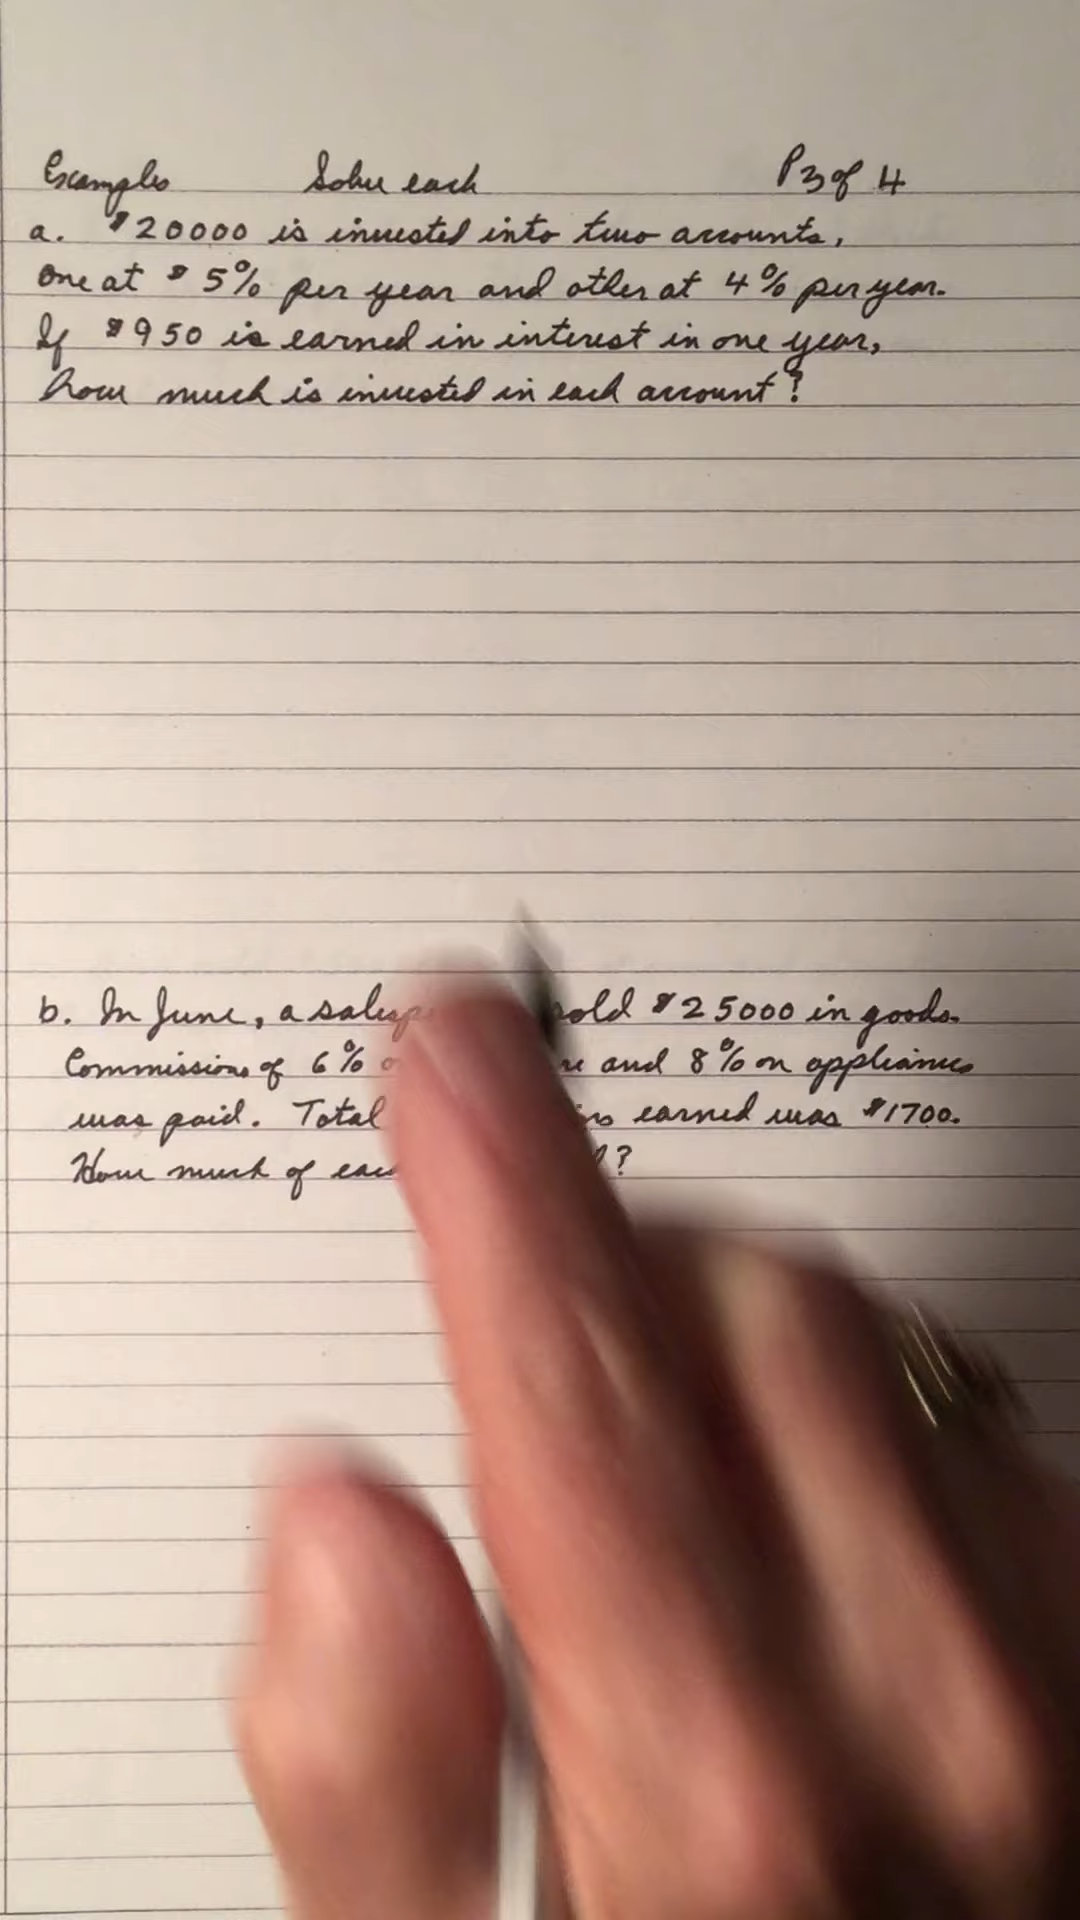 Examples Solve each P3 of 4
a. $20000 is invested into two accounts,
One at $5% per year and other at 4% per year.
If $950 is earned in interest in one year,
how much is invested in each account?
b. In June, a sold $25000 in goods.
Commissions of 6% and 8% on appliances
was paid. Total earned was $1700.
How much of ?